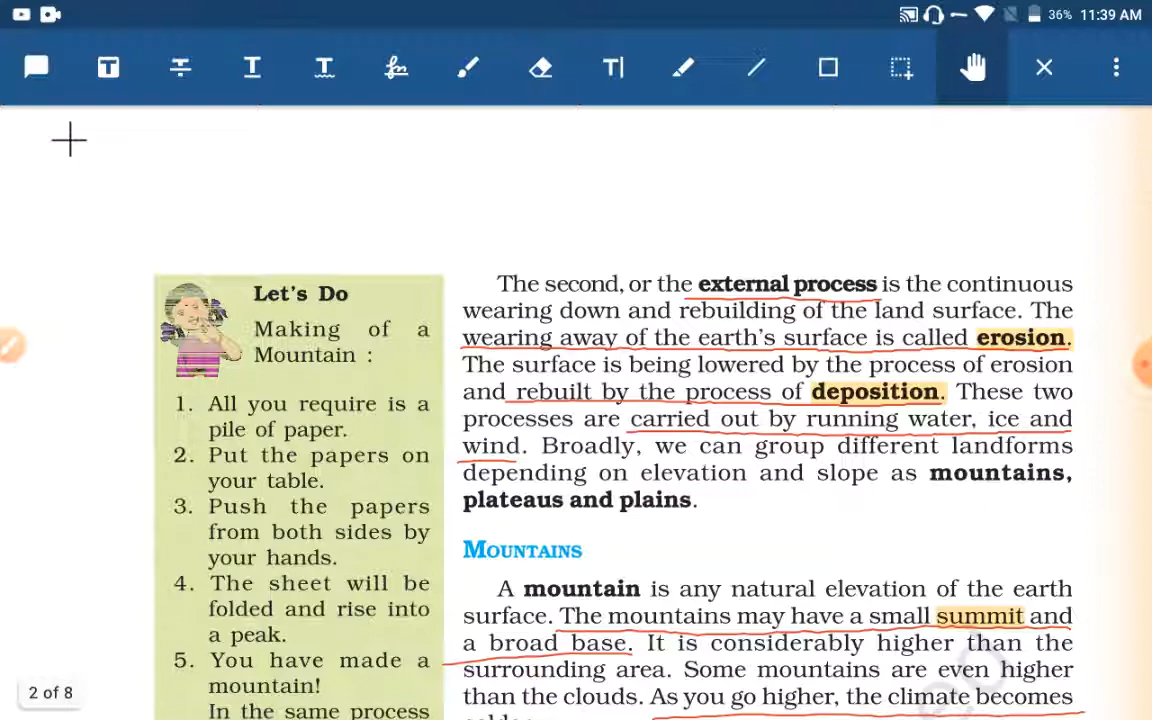 36% 11:39 AM
Let's Do
Making of a
Mountain :
1. All you require is a
pile of paper.
2. Put the papers on
your table.
3. Push the papers
from both sides by
your hands.
4. The sheet will be
folded and rise into
a peak.
5. You have made a
mountain!
In the same process
The second, or the external process is the continuous
wearing down and rebuilding of the land surface. The
wearing away of the earth's surface is called erosion.
The surface is being lowered by the process of erosion
and rebuilt by the process of deposition. These two
processes are carried out by running water, ice and
wind. Broadly, we can group different landforms
depending on elevation and slope as mountains,
plateaus and plains.
MOUNTAINS
A mountain is any natural elevation of the earth
surface. The mountains may have a small summit and
a broad base. It is considerably higher than the
surrounding area. Some mountains are even higher
than the clouds. As you go higher, the climate becomes
2 of 8